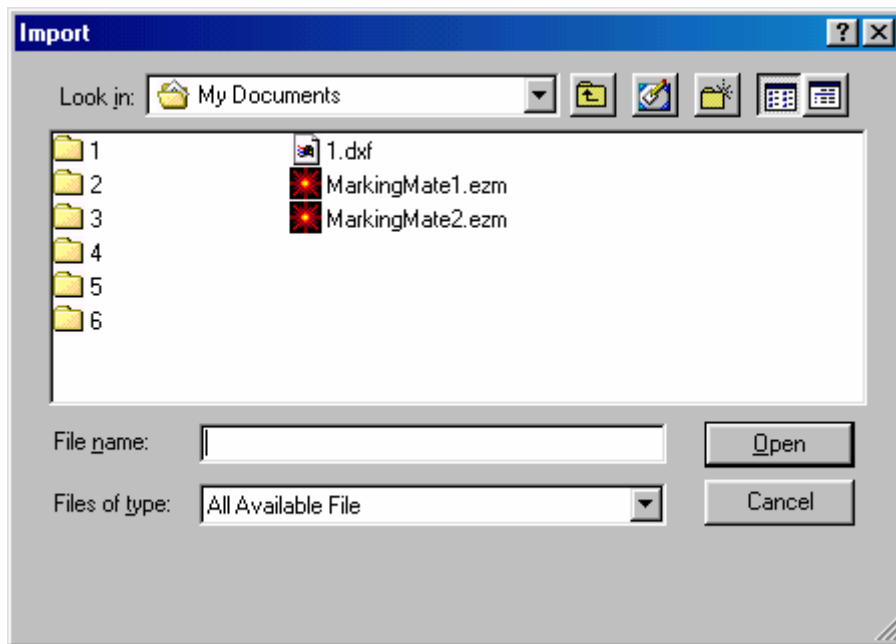 Import
Look in: My Documents
1 1.dxf
2 MarkingMate1.ezm
3 MarkingMate2.ezm
4
5
6
File name: Open
Files of type: All Available File Cancel